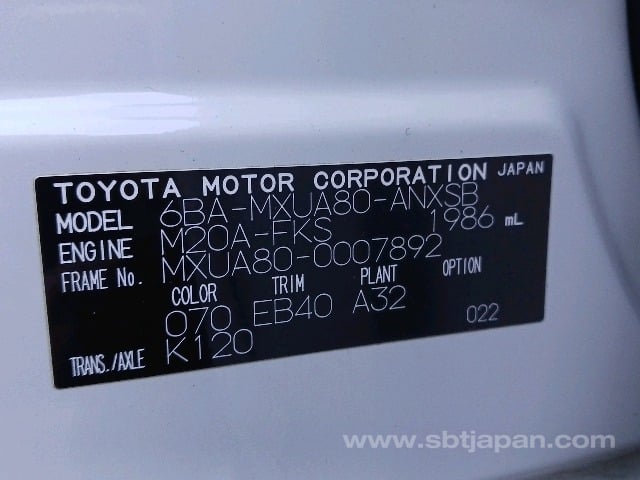 TOYOTA MOTOR CORPORATION JAPAN
MODEL 6BA-MXUA80-ANXSB
ENGINE M20A-FKS 1986 mL
FRAME No. MXUA80-0007892
COLOR TRIM PLANT OPTION
070 EB40 A32 022
TRANS./AXLE K120
www.sbtjapan.com